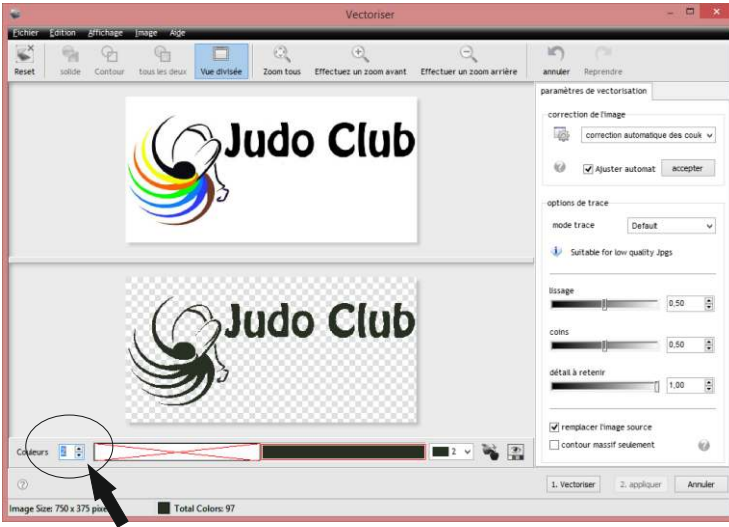 Vectoriser
Fichier Edition Affichage Image Aide
Reset solide Contour tous les deux Vue divisée Zoom tous Effectuez un zoom avant Effectuer un zoom arrière annuler Reprendre
paramètres de vectorisation
correction de l'image
correction automatique des coul
Ajuster automat accepter
options de trace
mode trace Default
Suitable for low quality Jpgs
lissage
0,50
coins
0,50
détail à retenir
1,00
remplacer l'image source
contour massif seulement
Judo Club
Judo Club
Couleurs 2 2
1. Vectoriser 2. appliquer Annuler
Image Size: 750 x 375 Total Colors: 97